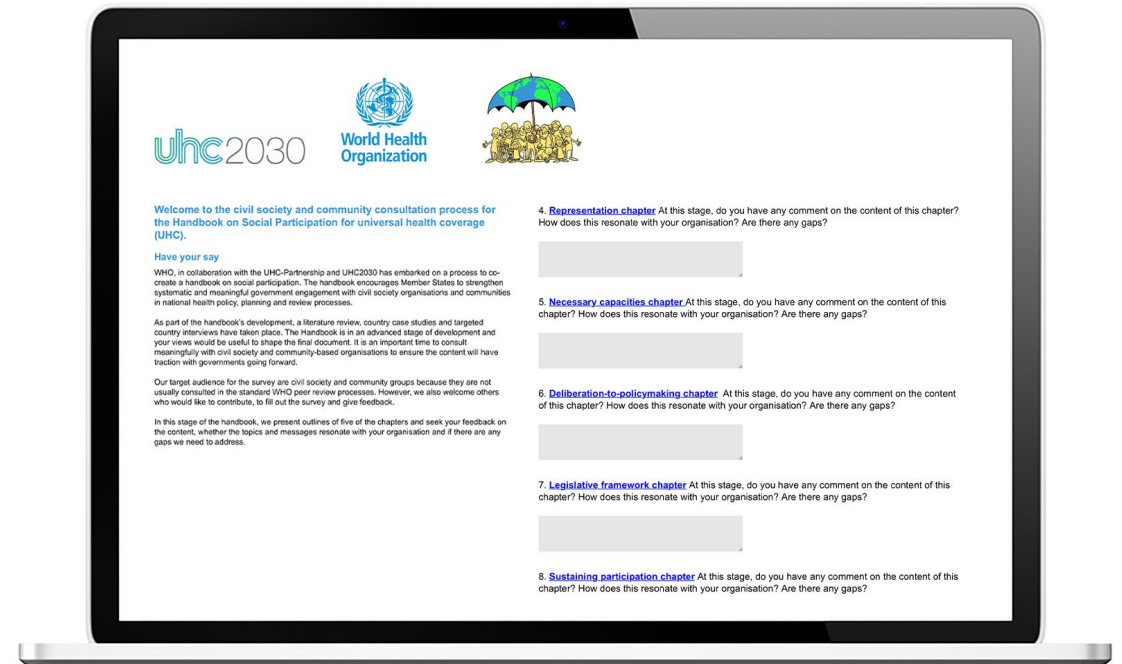 uhc2030
World Health
Organization
Welcome to the civil society and community consultation process for
the Handbook on Social Participation for universal health coverage
(UHC).
Have your say
WHO, in collaboration with the UHC-Partnership and UHC2030 has embarked on a process to co-
create a handbook on social participation. The handbook encourages Member States to strengthen
systematic and meaningful government engagement with civil society organisations and communities
in national health policy, planning and review processes.
As part of the handbook's development, a literature review, country case studies and targeted
country interviews have taken place. The Handbook is in an advanced stage of development and
your views would be useful to shape the final document. It is an important time to consult
meaningfully with civil society and community-based organisations to ensure the content will have
traction with governments going forward.
Our target audience for the survey are civil society and community groups because they are not
usually consulted in the standard WHO peer review processes. However, we also welcome others
who would like to contribute, to fill out the survey and give feedback.
In this stage of the handbook, we present outlines of five of the chapters and seek your feedback on
the content, whether the topics and messages resonate with your organisation and if there are any
gaps we need to address.
4. Representation chapter At this stage, do you have any comment on the content of this chapter?
How does this resonate with your organisation? Are there any gaps?
5. Necessary capacities chapter At this stage, do you have any comment on the content of this
chapter? How does this resonate with your organisation? Are there any gaps?
6. Deliberation-to-policymaking chapter At this stage, do you have any comment on the content
of this chapter? How does this resonate with your organisation? Are there any gaps?
7. Legislative framework chapter At this stage, do you have any comment on the content of this
chapter? How does this resonate with your organisation? Are there any gaps?
8. Sustaining participation chapter At this stage, do you have any comment on the content of this
chapter? How does this resonate with your organisation? Are there any gaps?